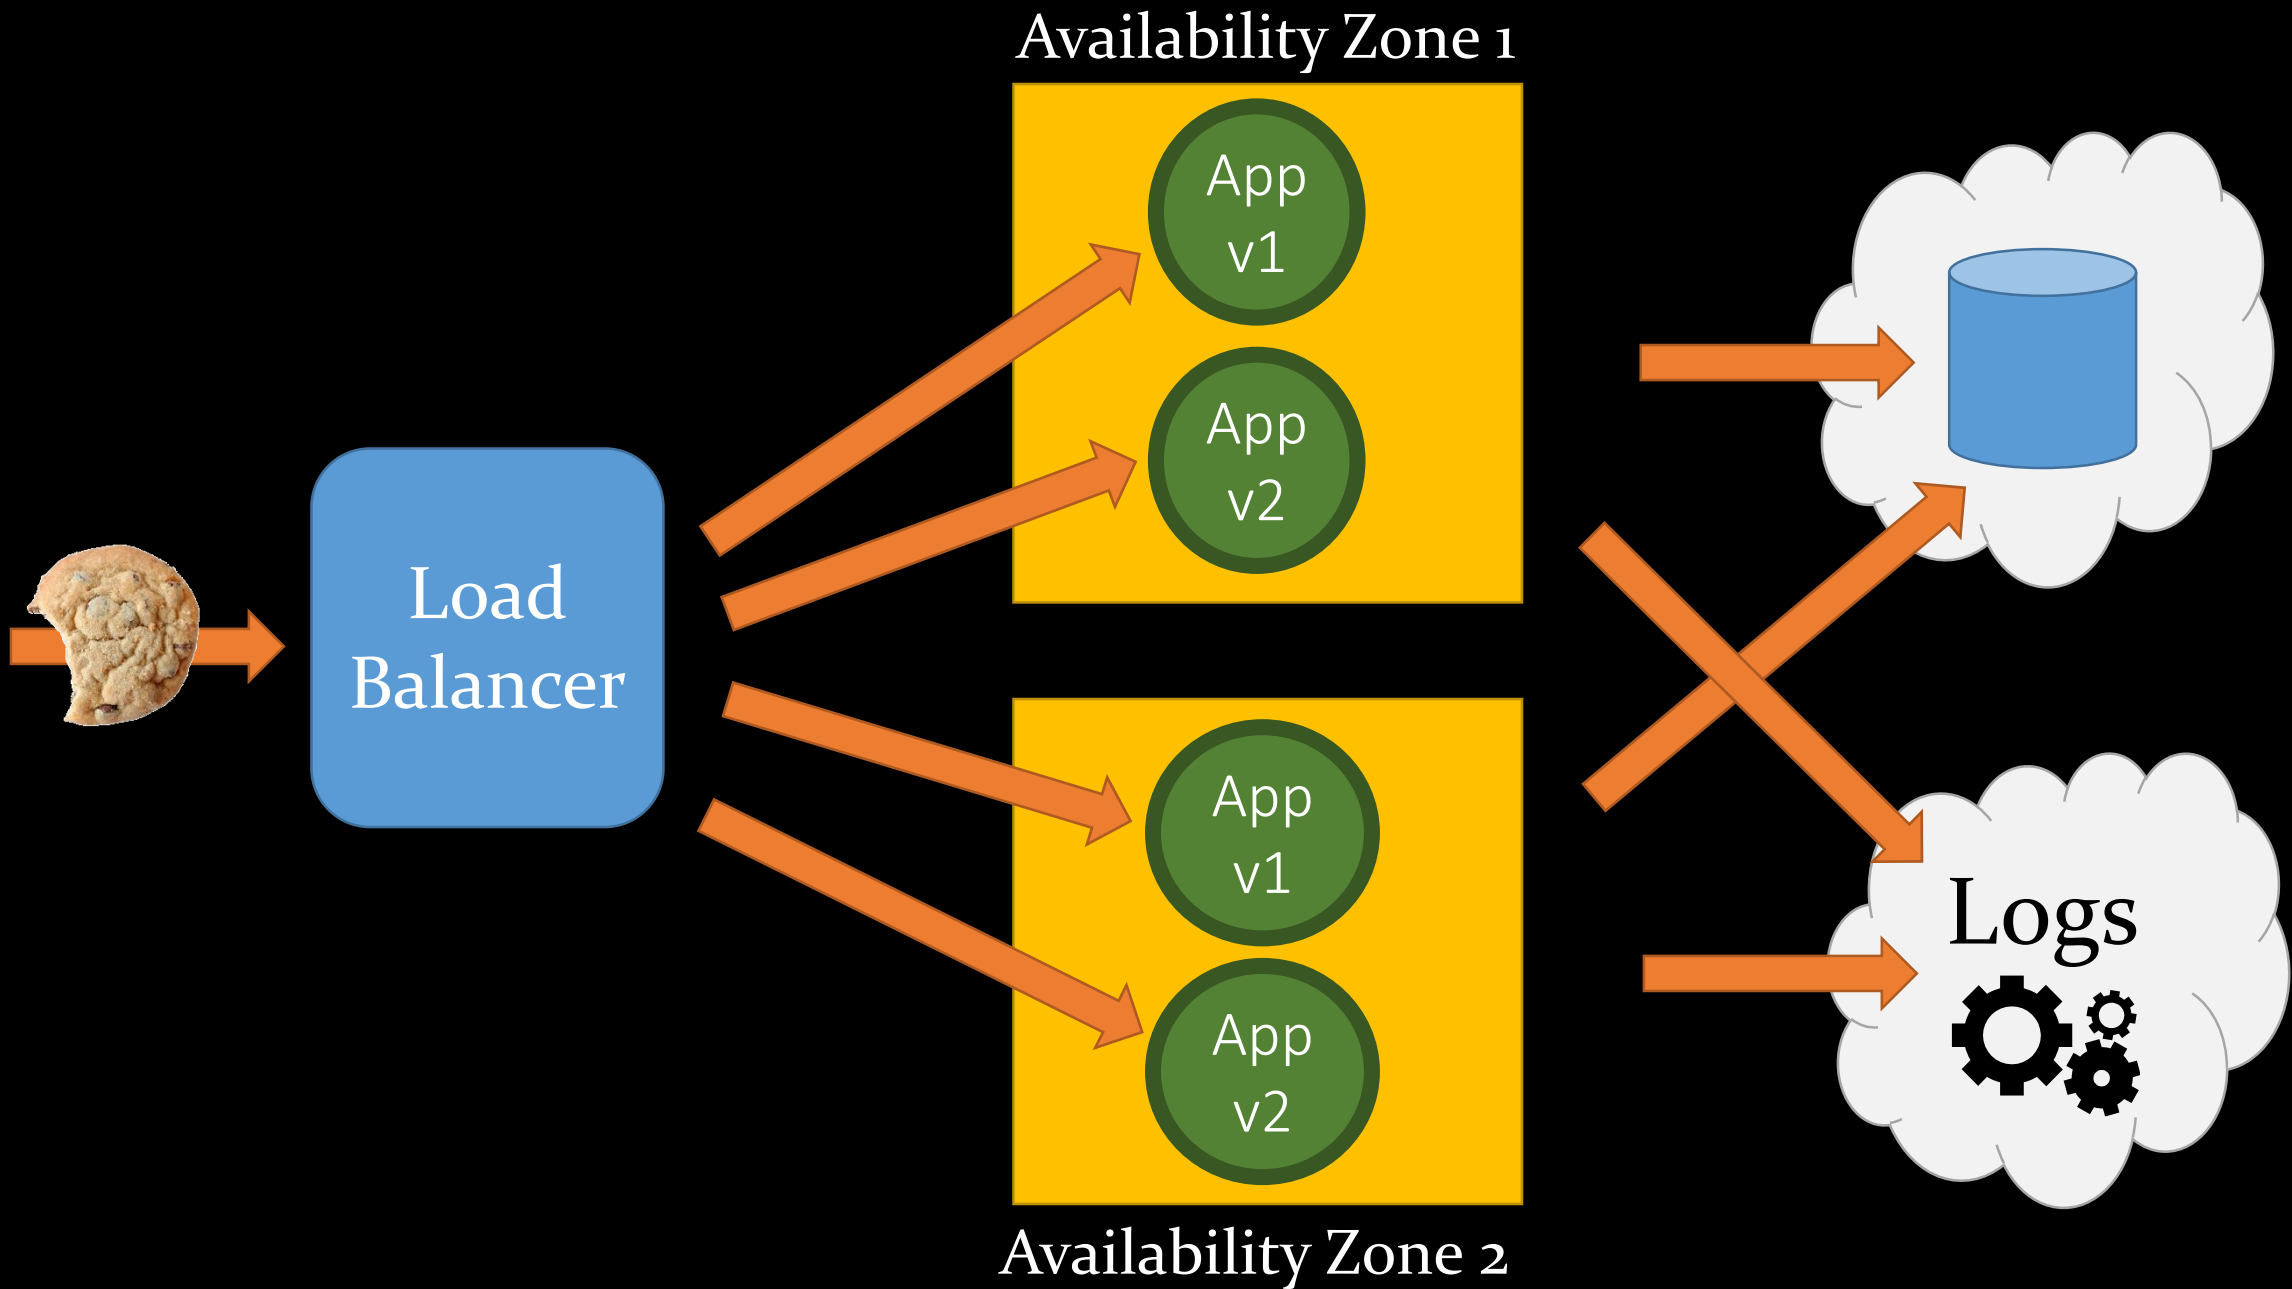 Availability Zone 1
App
v1
App
v2
Load
Balancer
App
v1
App
v2
Logs
Availability Zone 2